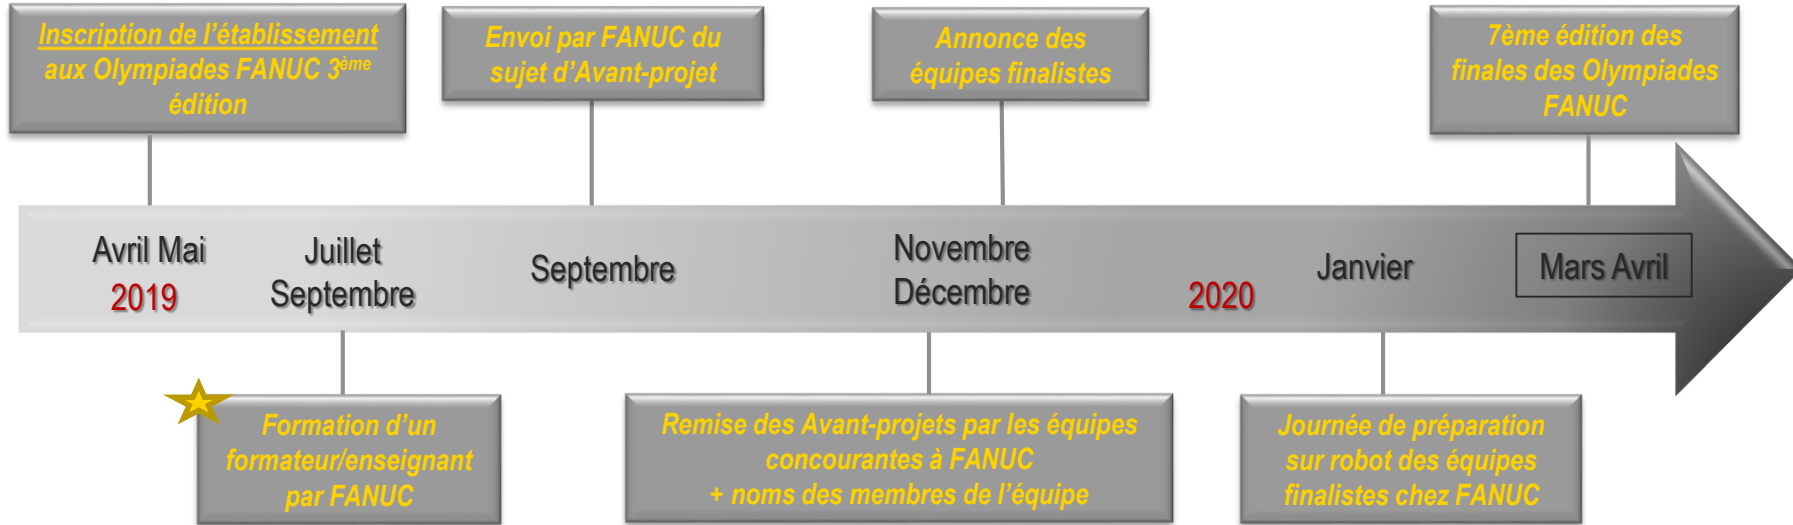 Inscription de l’établissement
aux Olympiades FANUC 3ème
édition
Envoi par FANUC du
sujet d’Avant-projet
Annonce des
équipes finalistes
7ème édition des
finales des Olympiades
FANUC
Avril Mai
2019
Juillet
Septembre
Septembre
Novembre
Décembre
2020
Janvier
Mars Avril
Formation d’un
formateur/enseignant
par FANUC
Remise des Avant-projets par les équipes
concourantes à FANUC
+ noms des membres de l’équipe
Journée de préparation
sur robot des équipes
finalistes chez FANUC